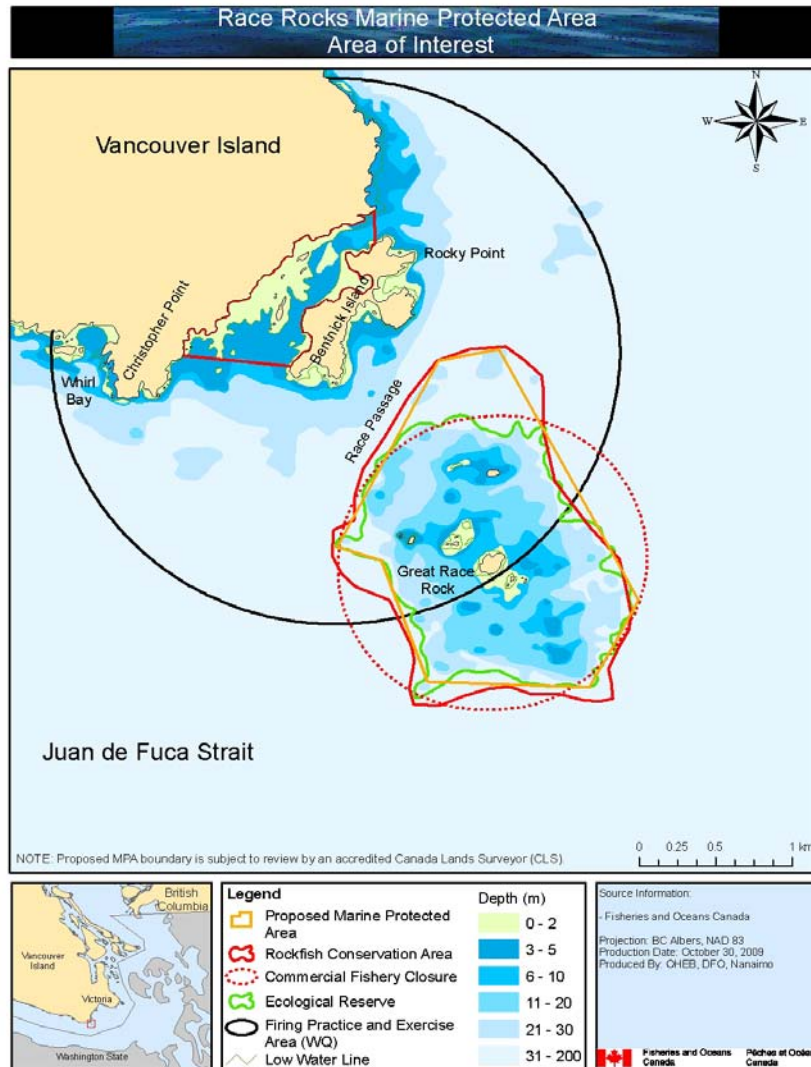 Race Rocks Marine Protected Area
Area of Interest
N
W
E
S
Vancouver Island
Rocky Point
Christopher Point
Bentnick Island
Whirl
Bay
Race Passage
Great Race
Rock
Juan de Fuca Strait
0 0.25 0.5 1 km
NOTE: Proposed MPA boundary is subject to review by an accredited Canada Lands Surveyor (CLS).
British
Columbia
Vancouver
Island
Victoria
Washington State
Legend
Proposed Marine Protected
Area
Rockfish Conservation Area
Commercial Fishery Closure
Ecological Reserve
Firing Practice and Exercise
Area (WQ)
Low Water Line
Depth (m)
0 - 2
3 - 5
6 - 10
11 - 20
21 - 30
31 - 200
Source Information:
- Fisheries and Oceans Canada
Projection: BC Albers, NAD 83
Production Date: October 30, 2009
Produced By: OHEB, DFO, Nanaimo
Fisheries and Oceans
Canada
Pêches et Océ
Canada